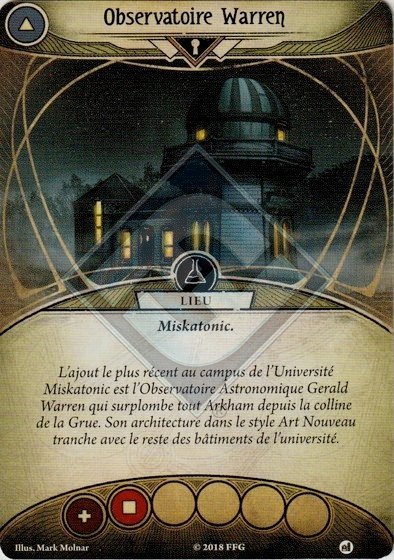 Observatoire Warren
LIEU
Miskatonic.
L'ajout le plus récent au campus de l'Université
Miskatonic est l'Observatoire Astronomique Gerald
Warren qui surplombe tout Arkham depuis la colline
de la Grue. Son architecture dans le style Art Nouveau
tranche avec le reste des bâtiments de l'université.
Illus. Mark Molnar
© 2018 FFG